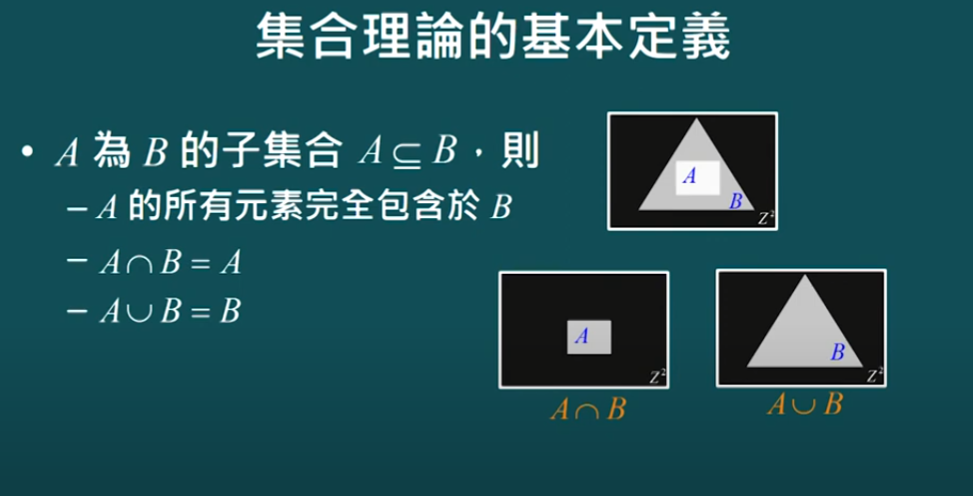 集合理論的基本定義
• A 為 B 的子集合 A ⊆ B，則
– A 的所有元素完全包含於 B
– A ∩ B = A
– A ∪ B = B
A
B
Z²
A
Z²
A ∩ B
B
Z²
A ∪ B